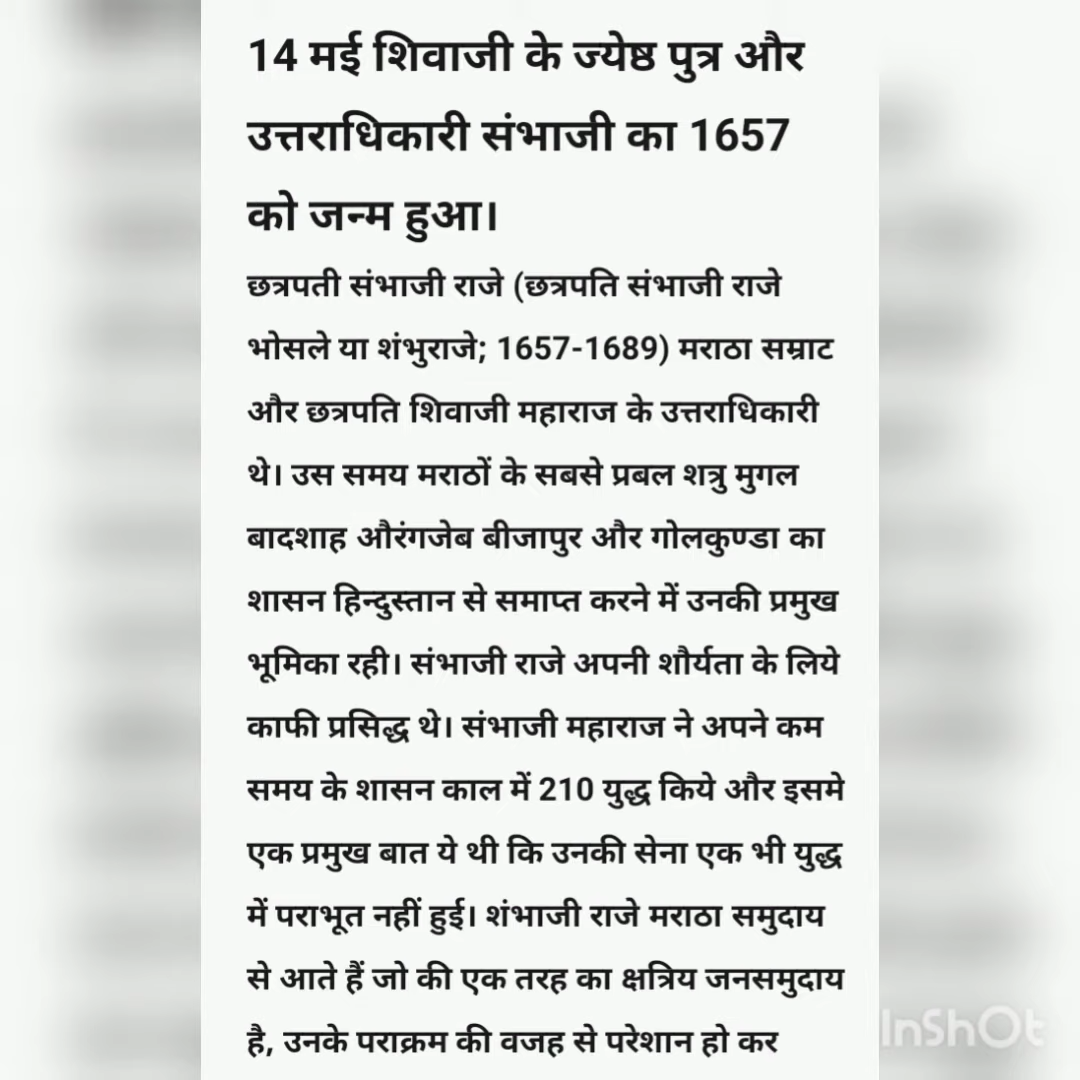 14 मई शिवाजी के ज्येष्ठ पुत्र और
उत्तराधिकारी संभाजी का 1657
को जन्म हुआ।
छत्रपती संभाजी राजे (छत्रपति संभाजी राजे
भोसले या शंभुराजे; 1657-1689) मराठा सम्राट
और छत्रपति शिवाजी महाराज के उत्तराधिकारी
थे। उस समय मराठों के सबसे प्रबल शत्रु मुगल
बादशाह औरंगजेब बीजापुर और गोलकुण्डा का
शासन हिन्दुस्तान से समाप्त करने में उनकी प्रमुख
भूमिका रही। संभाजी राजे अपनी शौर्यता के लिये
काफी प्रसिद्ध थे। संभाजी महाराज ने अपने कम
समय के शासन काल में 210 युद्ध किये और इसमे
एक प्रमुख बात ये थी कि उनकी सेना एक भी युद्ध
में पराभूत नहीं हुई। शंभाजी राजे मराठा समुदाय
से आते हैं जो की एक तरह का क्षत्रिय जनसमुदाय
है, उनके पराक्रम की वजह से परेशान हो कर
InShOt